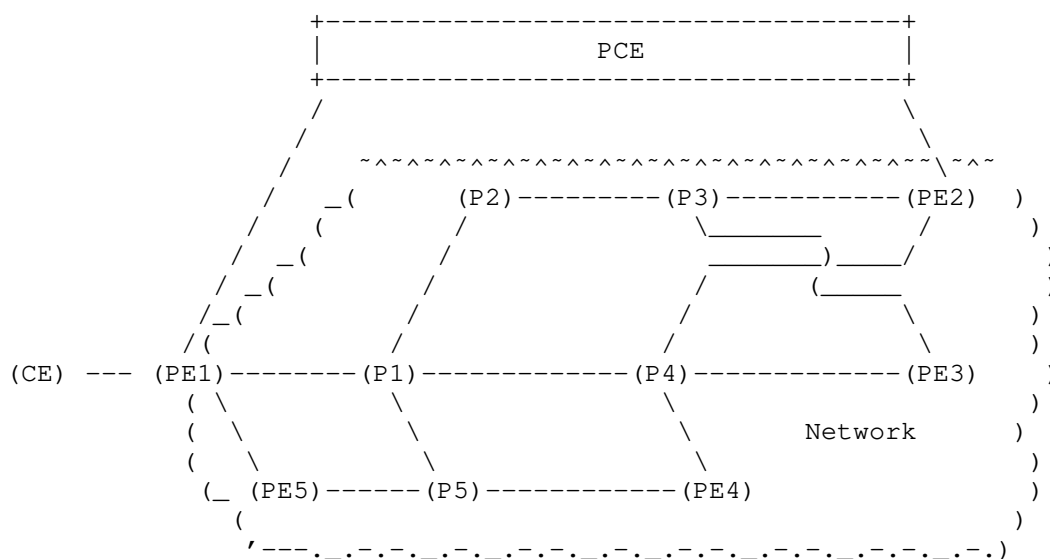 PCE
(P2) (P3) (PE2)
(CE) (PE1) (P1) (P4) (PE3)
Network
(PE5) (P5) (PE4)